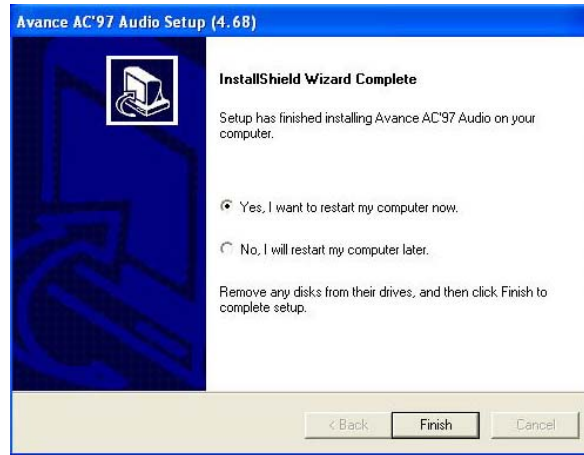 Avance AC'97 Audio Setup (4.68)
InstallShield Wizard Complete
Setup has finished installing Avance AC'97 Audio on your
computer.
Yes, I want to restart my computer now.
No, I will restart my computer later.
Remove any disks from their drives, and then click Finish to
complete setup.
< Back Finish Cancel